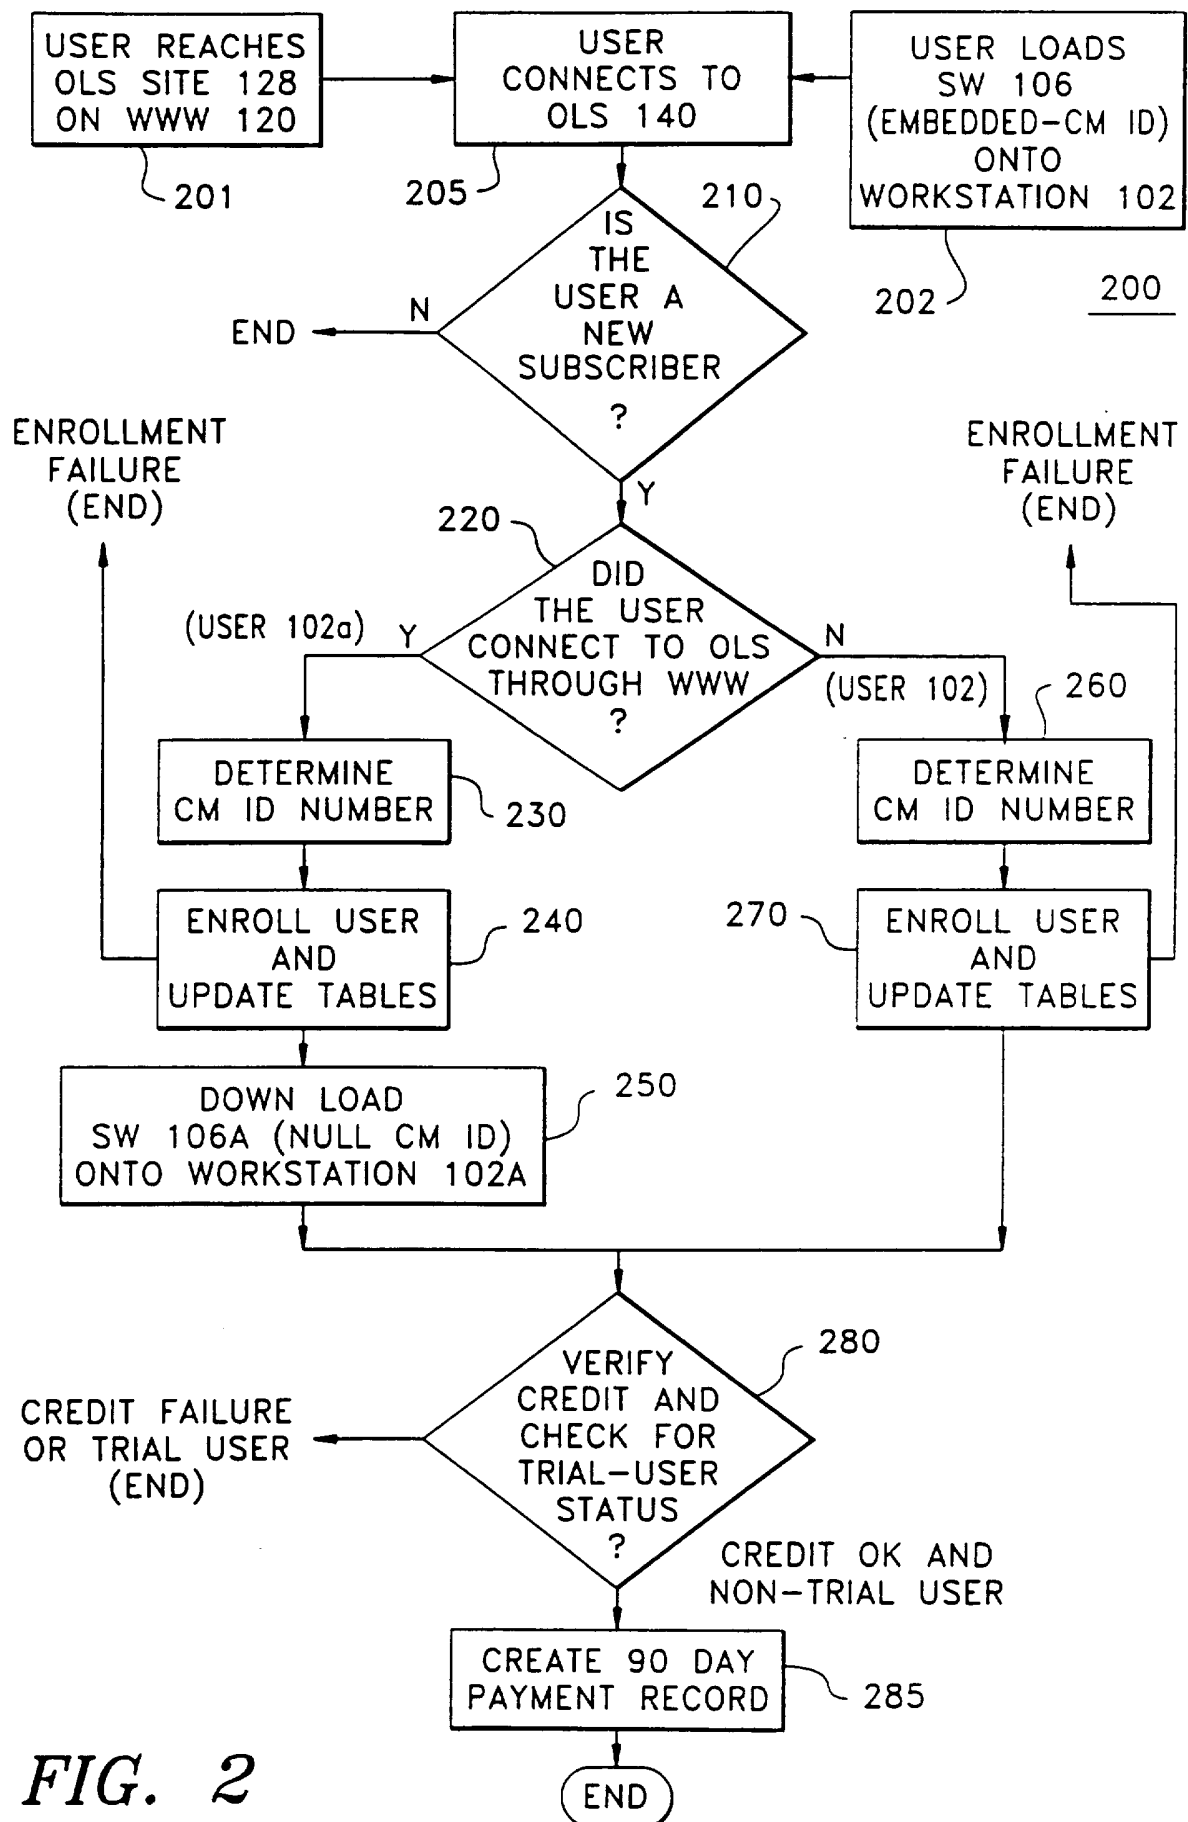 USER REACHES
OLS SITE 128
ON WWW 120
201
USER
CONNECTS TO
OLS 140
205
USER LOADS
SW 106
(EMBEDDED-CM ID)
ONTO
WORKSTATION 102
202
200
210
IS
THE
USER A
NEW
SUBSCRIBER
?
N
END
Y
ENROLLMENT
FAILURE
(END)
ENROLLMENT
FAILURE
(END)
220
DID
THE USER
CONNECT TO OLS
THROUGH WWW
?
(USER 102a)
Y
N
(USER 102)
DETERMINE
CM ID NUMBER
230
260
DETERMINE
CM ID NUMBER
ENROLL USER
AND
UPDATE TABLES
240
270
ENROLL USER
AND
UPDATE TABLES
DOWN LOAD
SW 106A (NULL CM ID)
ONTO WORKSTATION 102A
250
280
VERIFY
CREDIT AND
CHECK FOR
TRIAL-USER
STATUS
?
CREDIT FAILURE
OR TRIAL USER
(END)
CREDIT OK AND
NON-TRIAL USER
CREATE 90 DAY
PAYMENT RECORD
285
END
FIG. 2